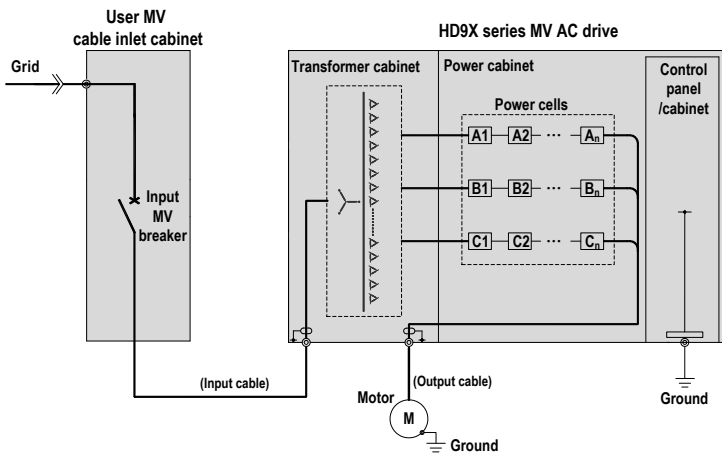 User MV
cable inlet cabinet
HD9X series MV AC drive
Grid
Transformer cabinet
Power cabinet
Control
panel
/cabinet
Power cells
A1 A2 ··· An
B1 B2 ··· Bn
C1 C2 ··· Cn
Input
MV
breaker
(Input cable)
(Output cable)
Motor
M
Ground
Ground